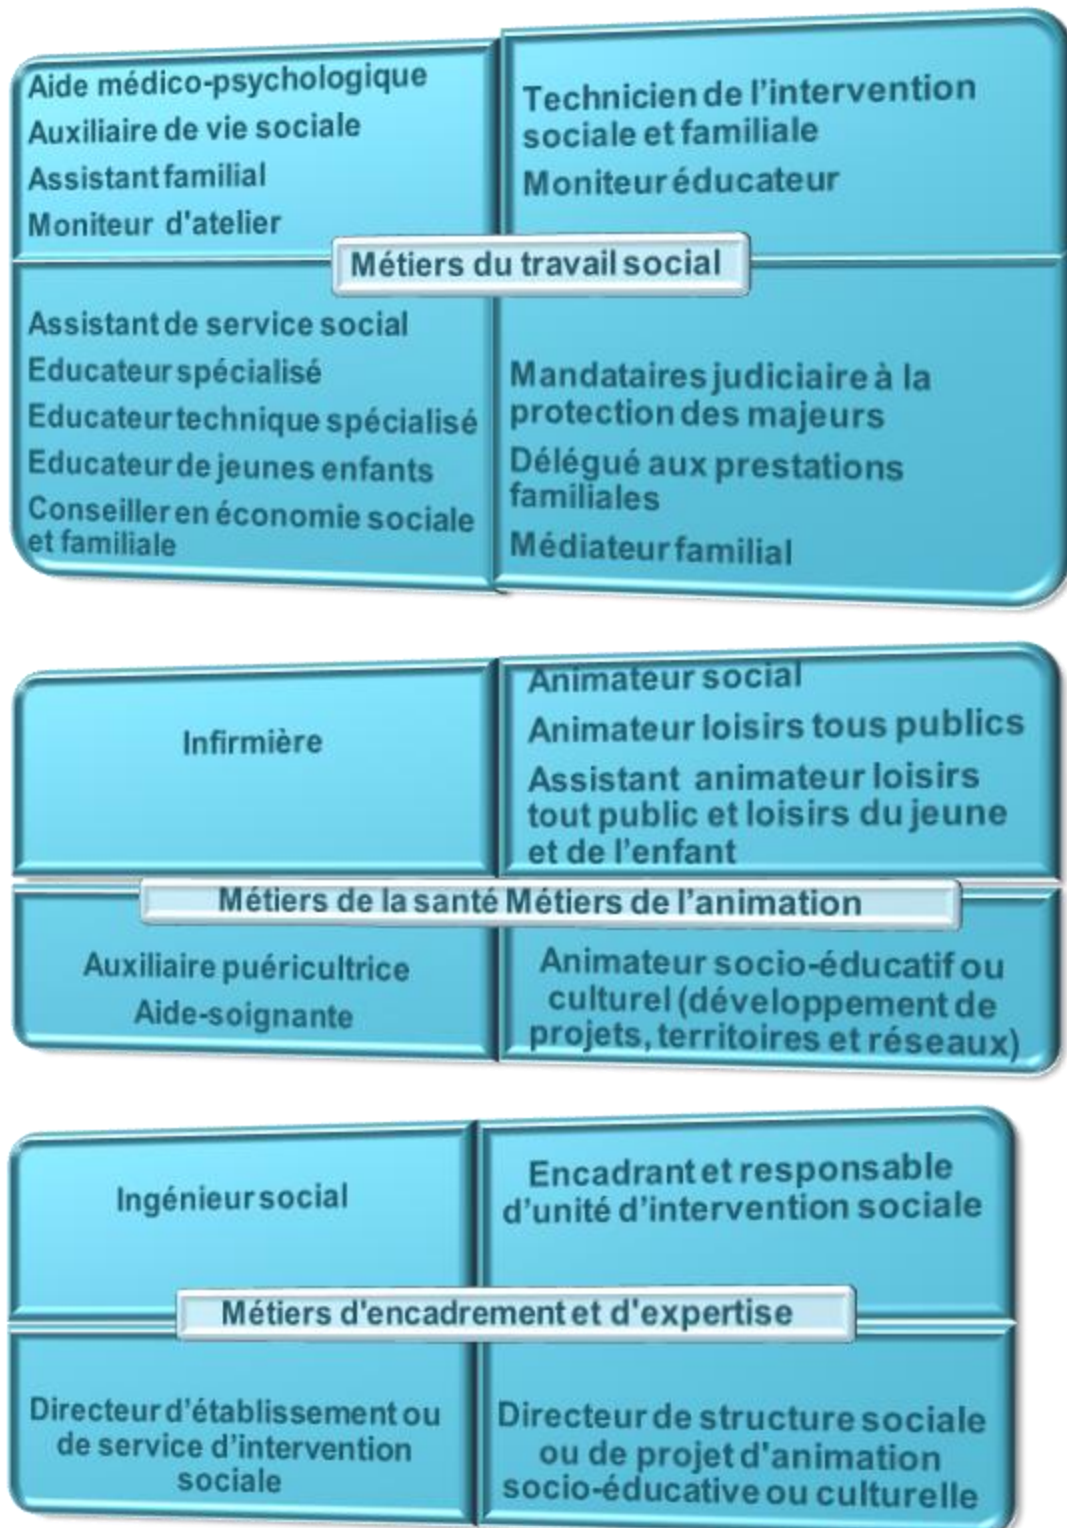 Aide médico-psychologique
Auxiliaire de vie sociale
Assistant familial
Moniteur d'atelier
Technicien de l'intervention
sociale et familiale
Moniteur éducateur
Métiers du travail social
Assistant de service social
Educateur spécialisé
Educateur technique spécialisé
Educateur de jeunes enfants
Conseiller en économie sociale
et familiale
Mandataires judiciaire à la
protection des majeurs
Délégué aux prestations
familiales
Médiateur familial
Infirmière
Animateur social
Animateur loisirs tous publics
Assistant animateur loisirs
tout public et loisirs du jeune
et de l'enfant
Métiers de la santé Métiers de l'animation
Auxiliaire puéricultrice
Aide-soignante
Animateur socio-éducatif ou
culturel (développement de
projets, territoires et réseaux)
Ingénieur social
Encadrant et responsable
d'unité d'intervention sociale
Métiers d'encadrement et d'expertise
Directeur d'établissement ou
de service d'intervention
sociale
Directeur de structure sociale
ou de projet d'animation
socio-éducative ou culturelle